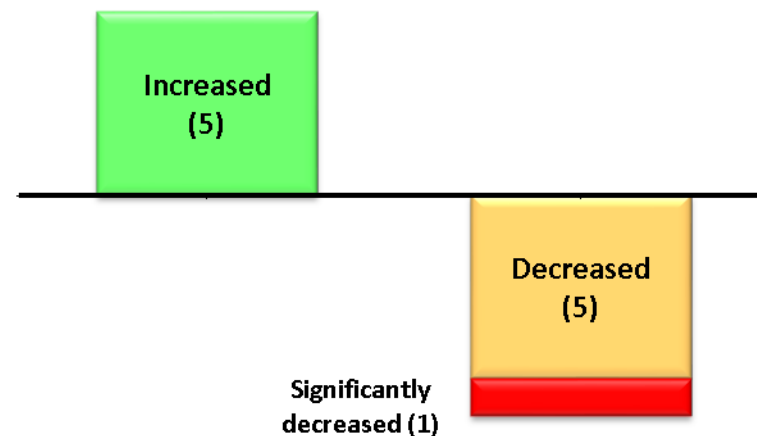 Increased
(5)
Decreased
(5)
Significantly
decreased (1)